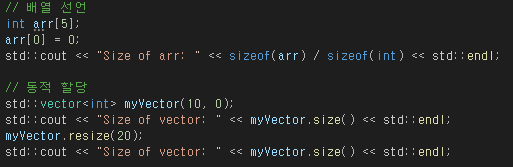 // 배열 선언
int arr[5];
arr[0] = 0;
std::cout << "Size of arr: " << sizeof(arr) / sizeof(int) << std::endl;
// 동적 할당
std::vector<int> myVector(10, 0);
std::cout << "Size of vector: " << myVector.size() << std::endl;
myVector.resize(20);
std::cout << "Size of vector: " << myVector.size() << std::endl;